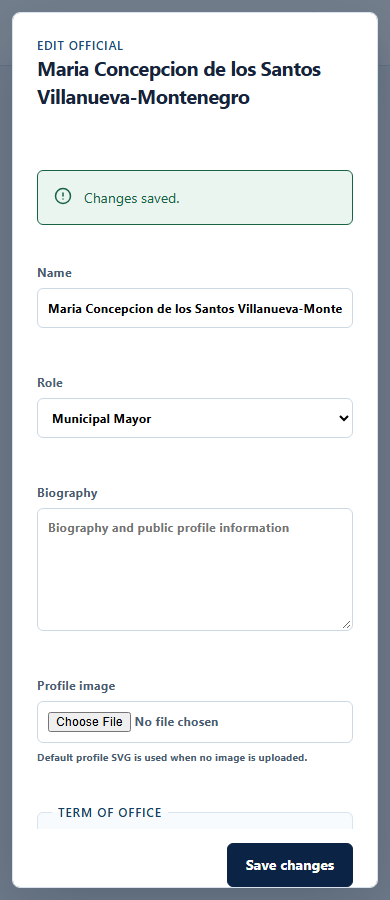 EDIT OFFICIAL
Maria Concepcion de los Santos
Villanueva-Montenegro
Changes saved.
Name
Maria Concepcion de los Santos Villanueva-Monte
Role
Municipal Mayor
Biography
Biography and public profile information
Profile image
Choose File No file chosen
Default profile SVG is used when no image is uploaded.
TERM OF OFFICE
Save changes